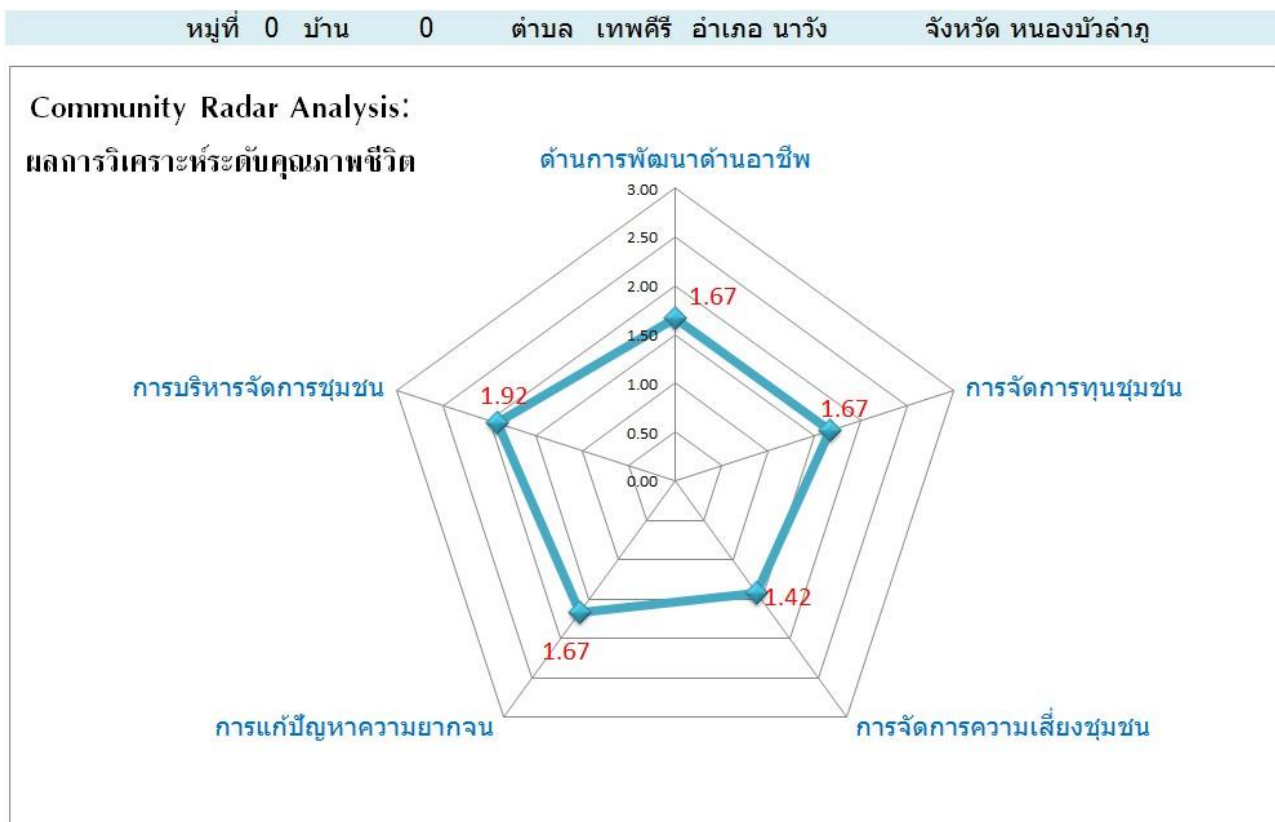 หมู่ที่ 0 บ้าน 0 ตำบล เทพคีรี อำเภอ นาวัง จังหวัด หนองบัวลำภู
Community Radar Analysis:
ผลการวิเคราะห์ระดับคุณภาพชีวิต
ด้านการพัฒนาด้านอาชีพ
3.00
2.50
2.00
1.67
1.50
การบริหารจัดการชุมชน
1.92
1.00
1.67
การจัดการทุนชุมชน
0.50
0.00
1.42
1.67
การแก้ปัญหาความยากจน
การจัดการความเสี่ยงชุมชน